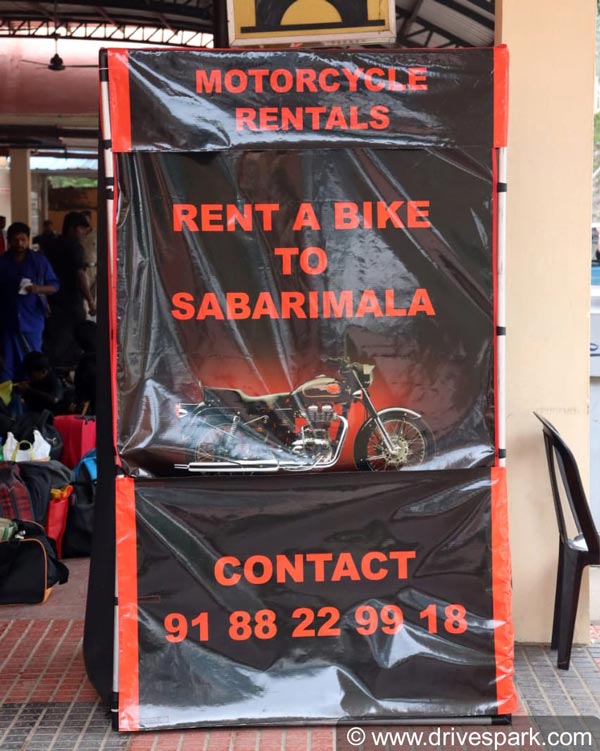 MOTORCYCLE
RENTALS
RENT A BIKE
TO
SABARIMALA
CONTACT
91 88 22 99 18
© www.drivespark.com